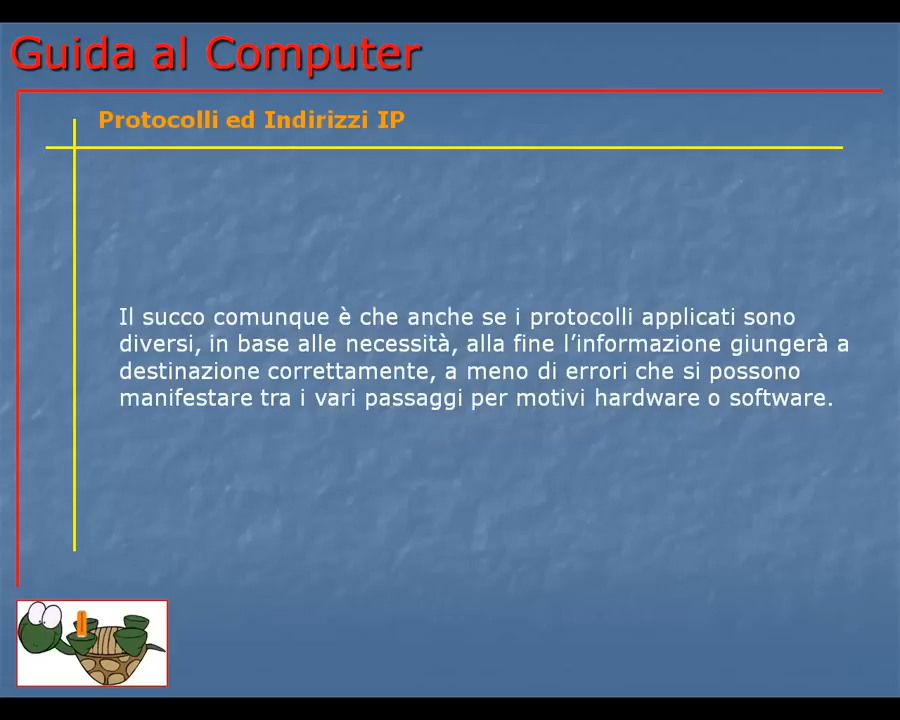 Guida al Computer
Protocolli ed Indirizzi IP
Il succo comunque è che anche se i protocolli applicati sono
diversi, in base alle necessità, alla fine l’informazione giungerà a
destinazione correttamente, a meno di errori che si possono
manifestare tra i vari passaggi per motivi hardware o software.